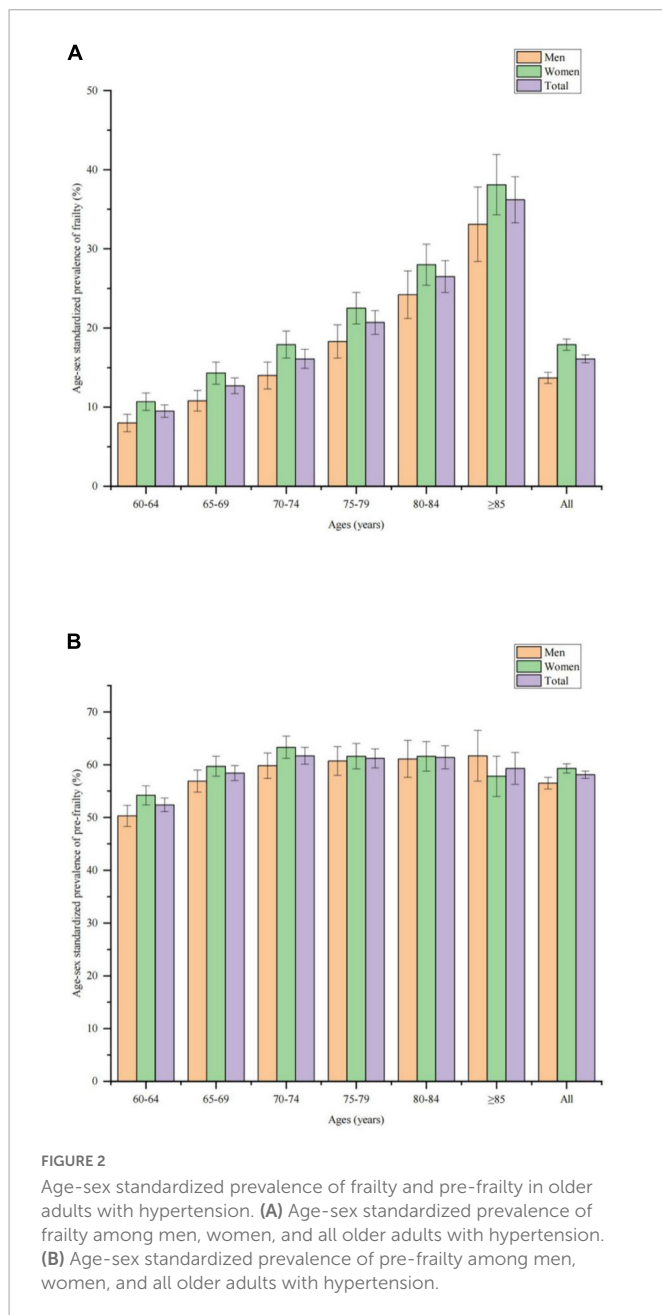 A
Men
Women
Total
50
40
30
20
10
0
Age-sex standardized prevalence of frailty (%)
60-64 65-69 70-74 75-79 80-84 ≥85 All
Ages (years)
B
Men
Women
Total
70
60
50
40
30
20
10
0
Age-sex standardized prevalence of pre-frailty (%)
60-64 65-69 70-74 75-79 80-84 ≥85 All
Ages (years)
FIGURE 2
Age-sex standardized prevalence of frailty and pre-frailty in older
adults with hypertension. (A) Age-sex standardized prevalence of
frailty among men, women, and all older adults with hypertension.
(B) Age-sex standardized prevalence of pre-frailty among men,
women, and all older adults with hypertension.